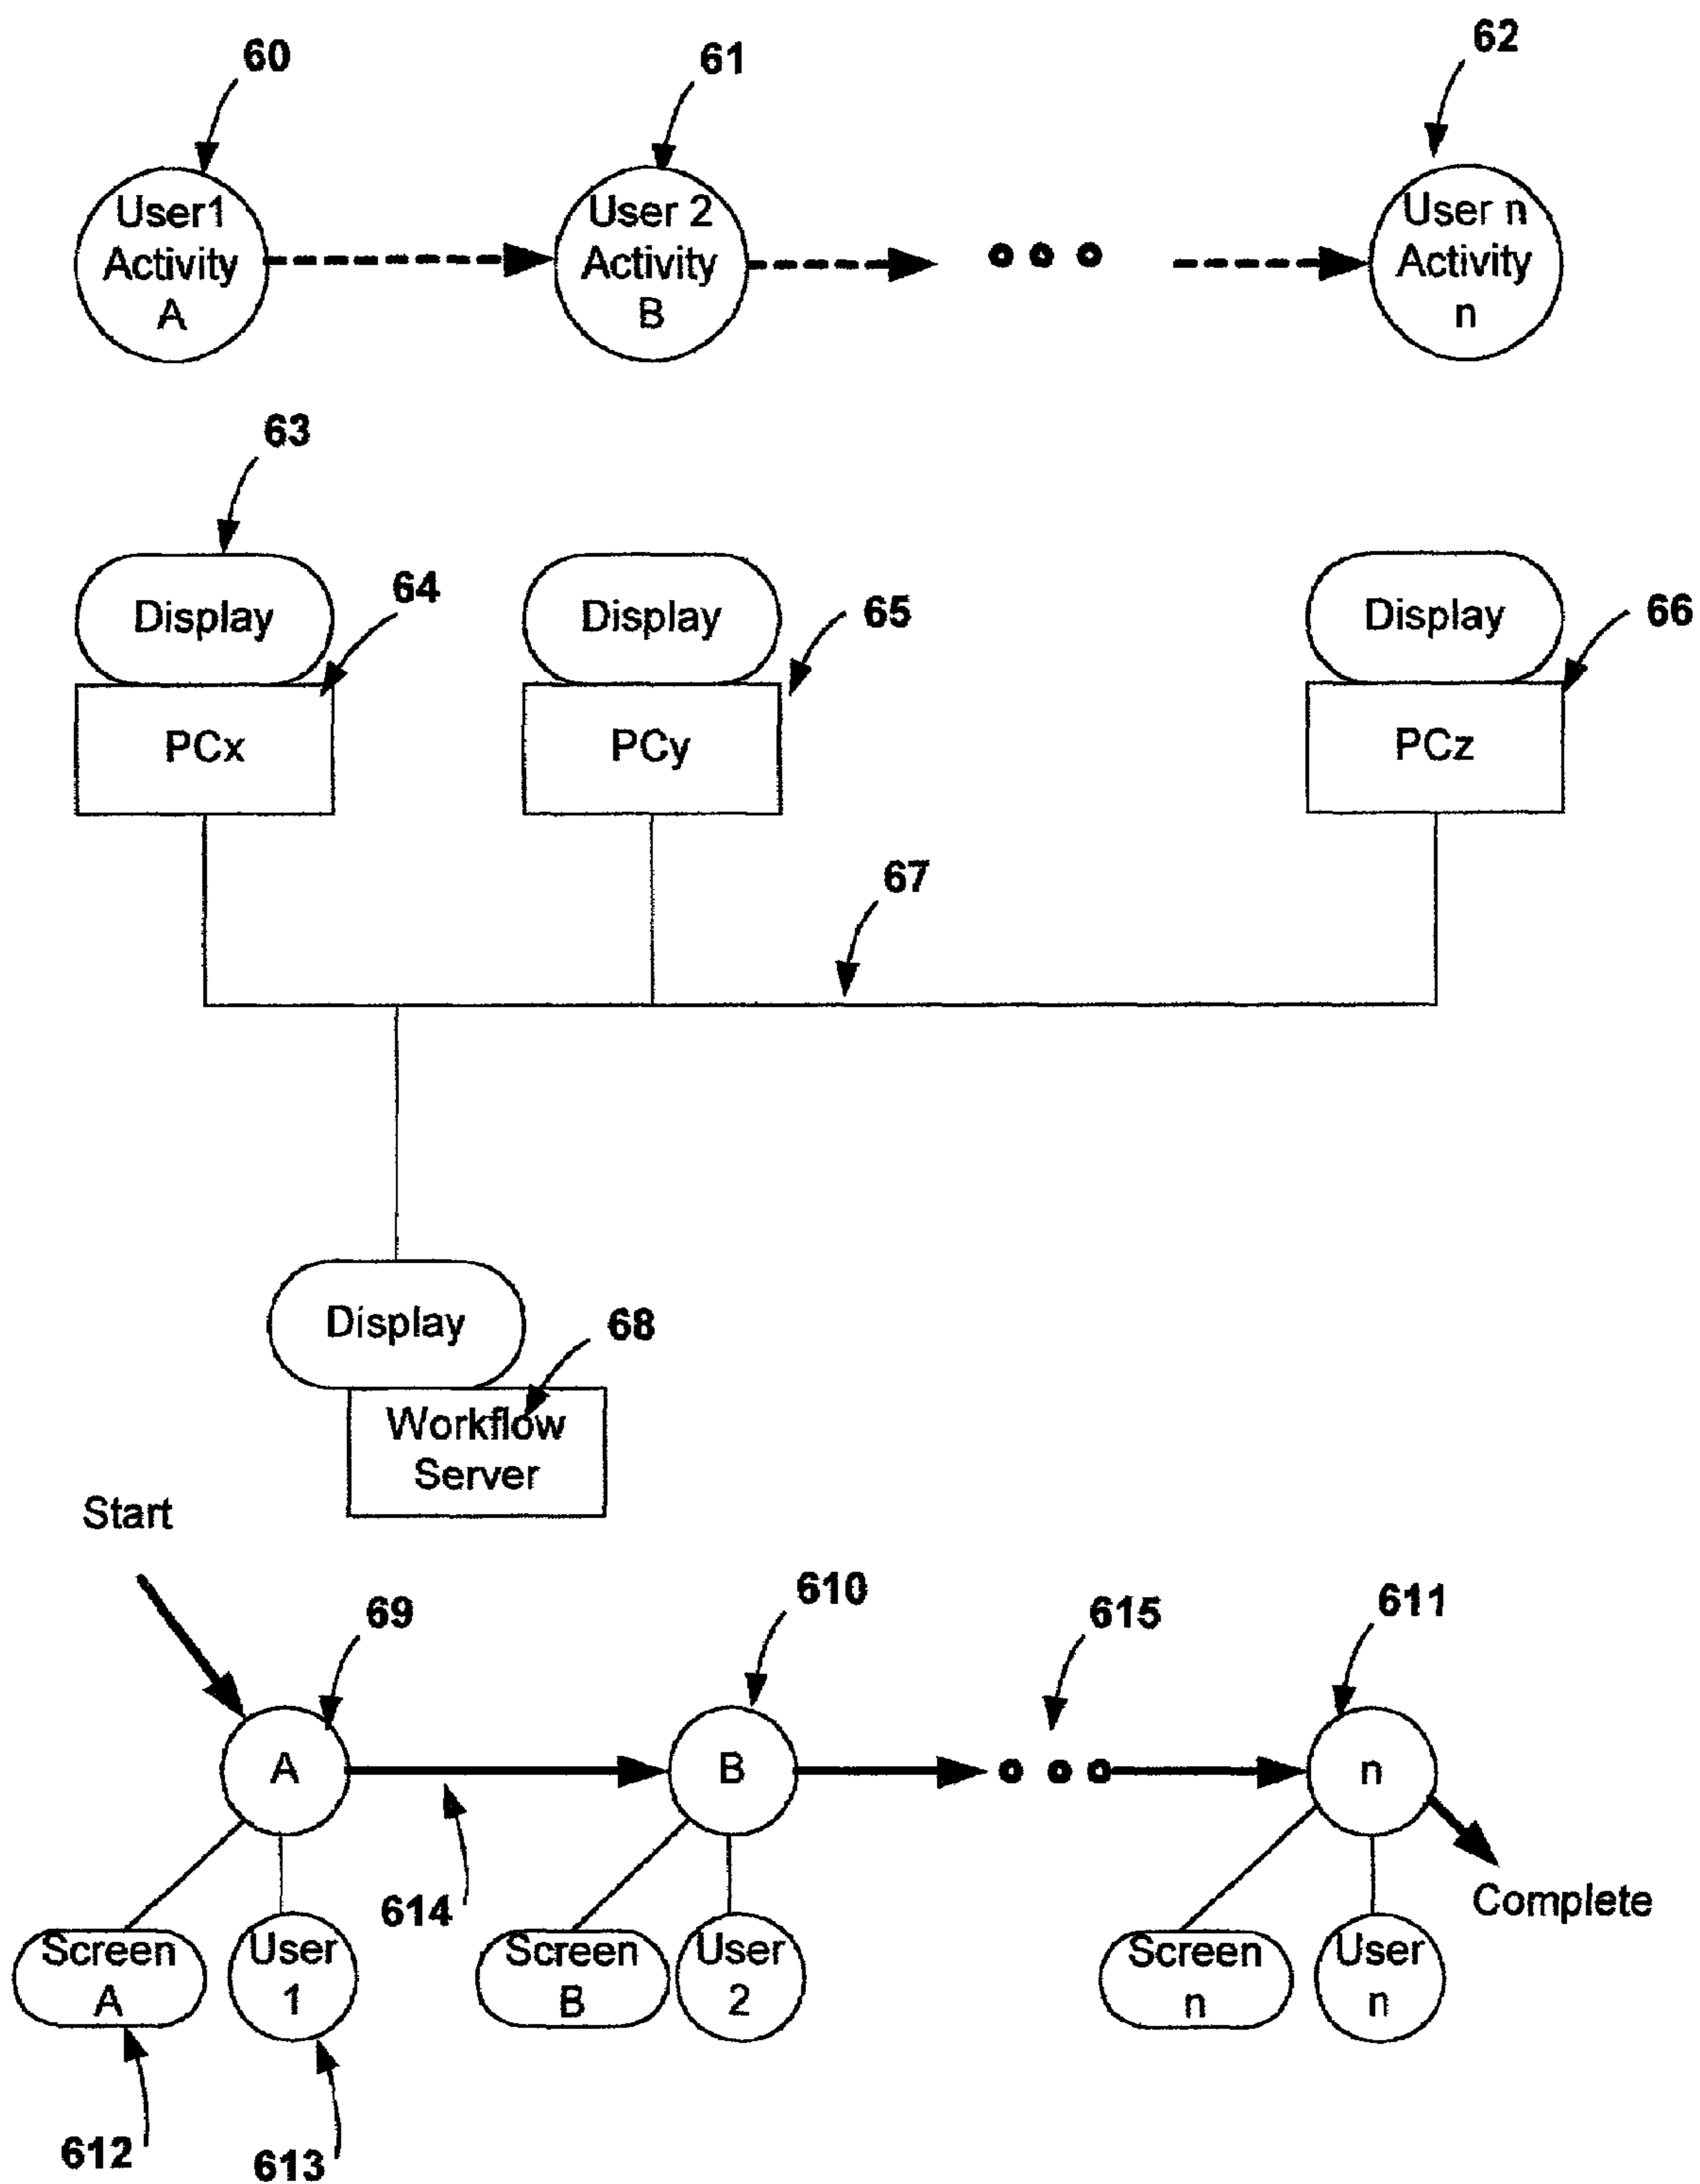 60
61
62
User1
Activity
A
User 2
Activity
B
User n
Activity
n
63
Display
64
PCx
Display
65
PCy
Display
66
PCz
67
Display
68
Workflow
Server
Start
69
610
615
611
A
B
n
614
Complete
Screen
A
User
1
Screen
B
User
2
Screen
n
User
n
612
613